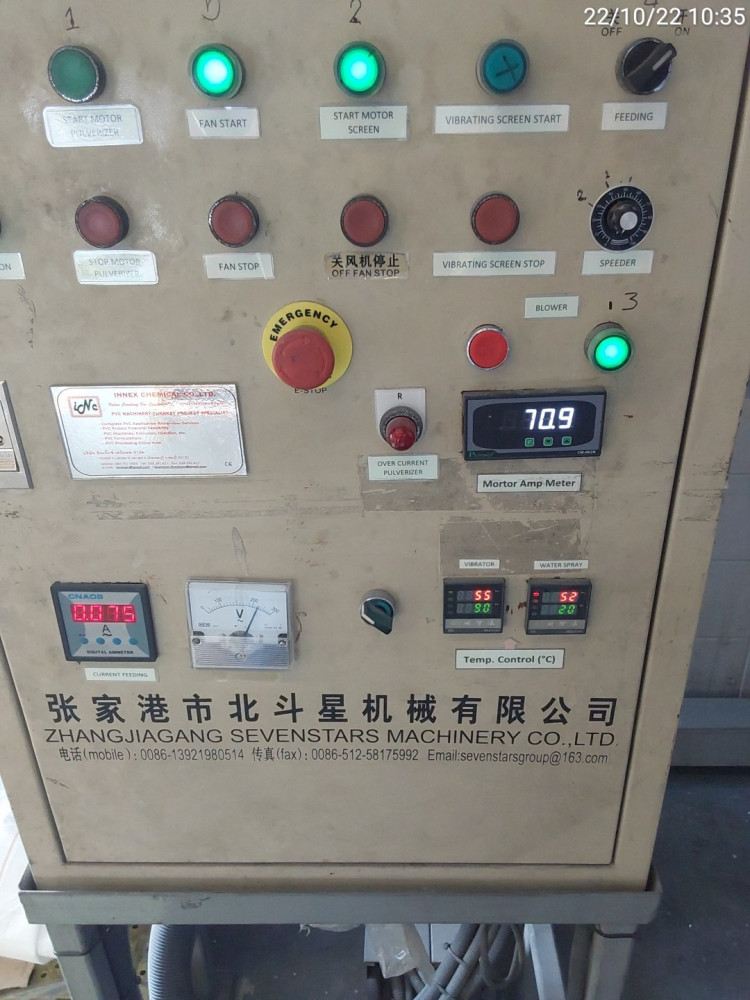 22/10/22 10:35
1
2
关
OFF
ON
START MOTOR
PULVERIZER
FAN START
START MOTOR
SCREEN
VIBRATING SCREEN START
FEEDING
ON
STOP MOTOR
PULVERIZER
FAN STOP
关风机停止
OFF FAN STOP
VIBRATING SCREEN STOP
SPEEDER
BLOWER
3
EMERGENCY
E-STOP
INNEX CHEMICAL CO.,LTD.
iNc
R
OVER CURRENT
PULVERIZER
70.9
Mortor Amp Meter
CNAOB
0.075
A
DIGITAL AMMETER
CURRENT FEEDING
V
VIBRATOR
WATER SPRAY
55
90
52
20
Temp. Control (°C)
张家港市北斗星机械有限公司
ZHANGJIAGANG SEVENSTARS MACHINERY CO.,LTD.
电话(mobile): 0086-13921980514 传真(fax): 0086-512-58175992 Email:sevenstarsgroup@163.com